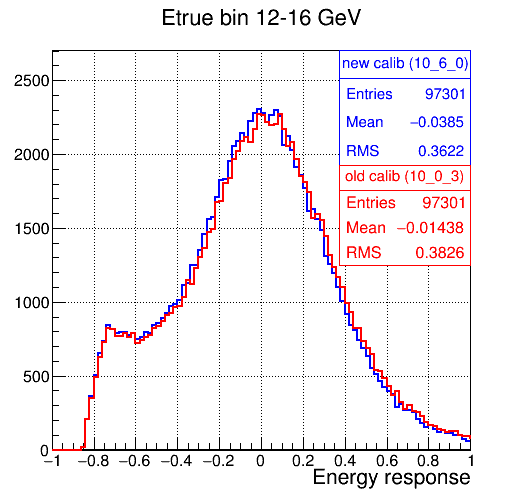 Etrue bin 12-16 GeV
new calib (10_6_0)
Entries 97301
Mean −0.0385
RMS 0.3622
old calib (10_0_3)
Entries 97301
Mean −0.01438
RMS 0.3826
2500
2000
1500
1000
500
0
−1 −0.8 −0.6 −0.4 −0.2 0 0.2 0.4 0.6 0.8 1
Energy response